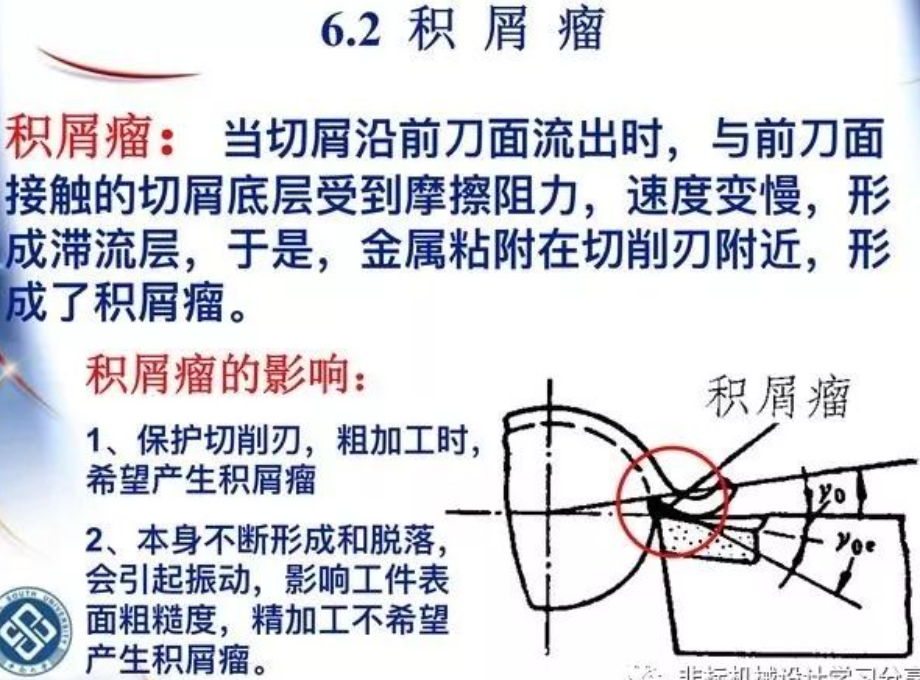 6.2 积 屑 瘤
积屑瘤： 当切屑沿前刀面流出时，与前刀面
接触的切屑底层受到摩擦阻力，速度变慢，形
成滞流层，于是，金属粘附在切削刃附近，形
成了积屑瘤。
积屑瘤的影响：
1、保护切削刃，粗加工时，
希望产生积屑瘤
2、本身不断形成和脱落，
会引起振动，影响工件表
面粗糙度，精加工不希望
产生积屑瘤。
积屑瘤
γ0
γ0e
SOUTH UNIVERSITY
非标机械设计学习分享